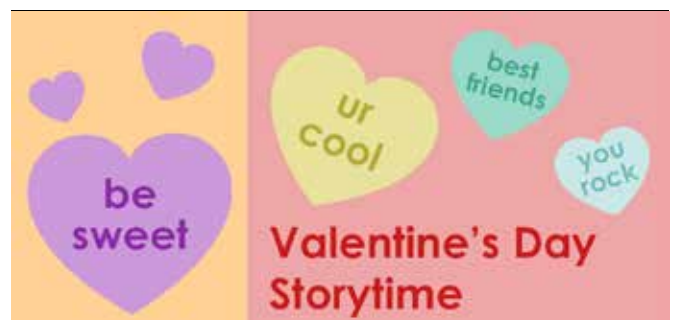 be
sweet
ur
cool
best
friends
you
rock
Valentine's Day
Storytime